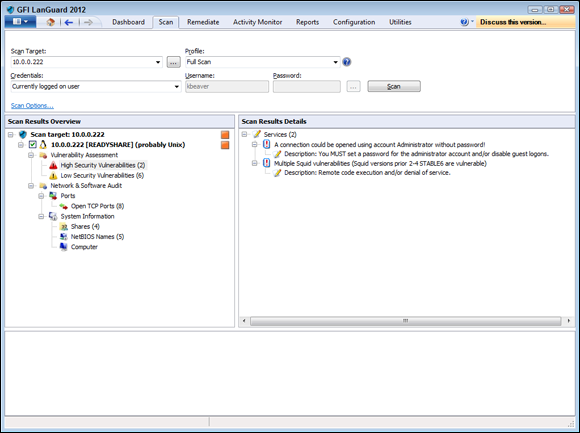 GFI LanGuard 2012
Dashboard Scan Remediate Activity Monitor Reports Configuration Utilities Discuss this version...
Scan Target: Profile:
10.0.0.222 ... Full Scan
Credentials: Username: Password:
Currently logged on user kbeaver ... Scan
Scan Options...
Scan Results Overview
Scan target: 10.0.0.222
10.0.0.222 [READYSHARE] (probably Unix)
Vulnerability Assessment
High Security Vulnerabilities (2)
Low Security Vulnerabilities (6)
Network & Software Audit
Ports
Open TCP Ports (8)
System Information
Shares (4)
NetBIOS Names (5)
Computer
Scan Results Details
Services (2)
A connection could be opened using account Administrator without password!
Description: You MUST set a password for the administrator account and/or disable guest logons.
Multiple Squid vulnerabilities (Squid versions prior 2-4 STABLE6 are vulnerable)
Description: Remote code execution and/or denial of service.